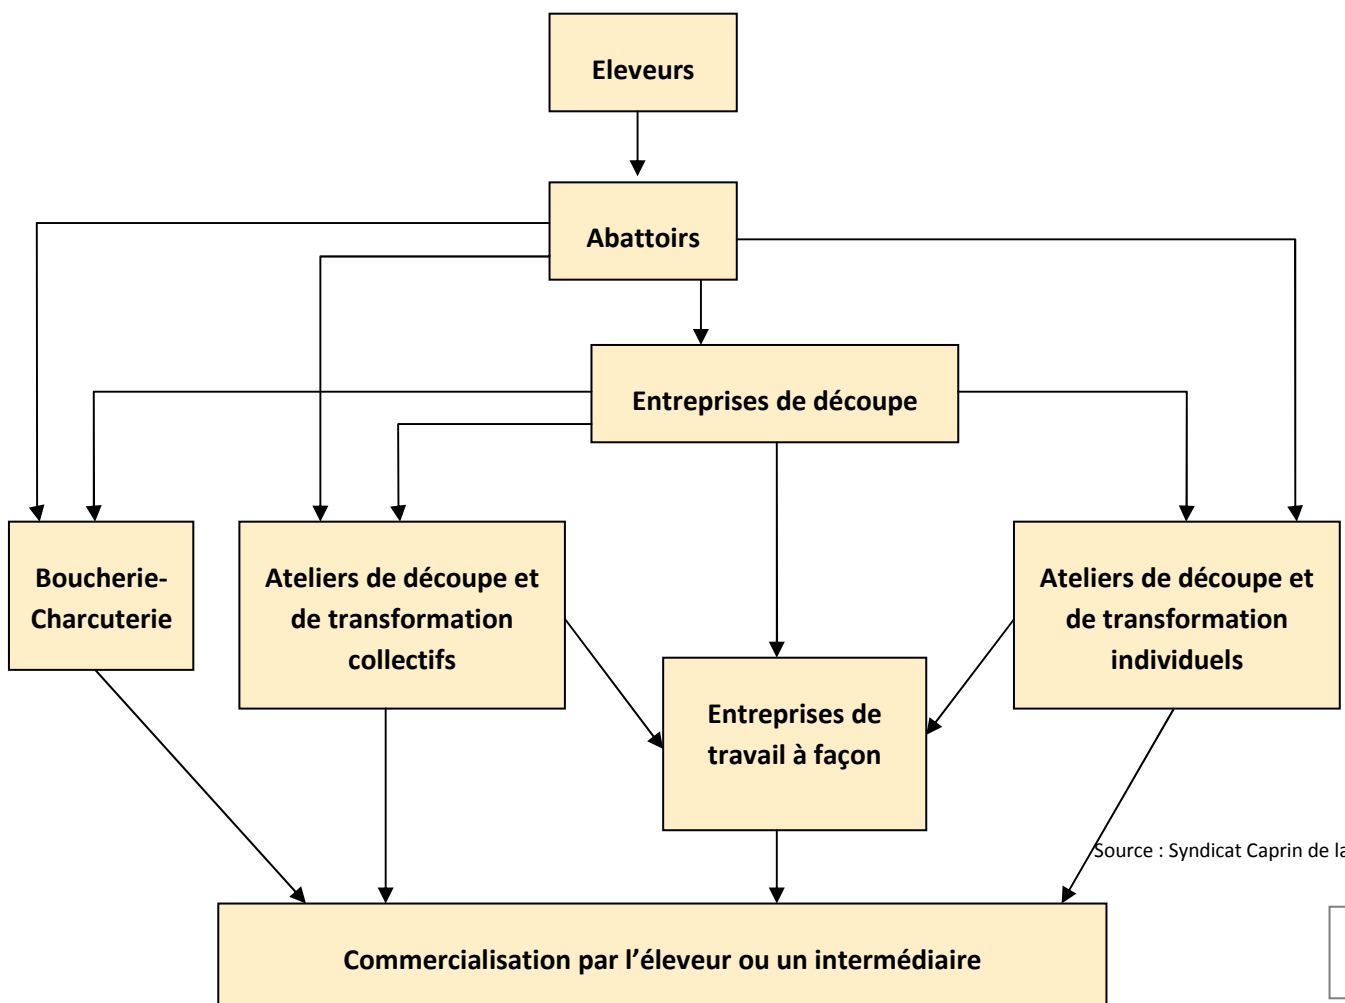 Eleveurs
Abattoirs
Entreprises de découpe
Boucherie-
Charcuterie
Ateliers de découpe et
de transformation
collectifs
Ateliers de découpe et
de transformation
individuels
Entreprises de
travail à façon
Source : Syndicat Caprin de la
Commercialisation par l’éleveur ou un intermédiaire